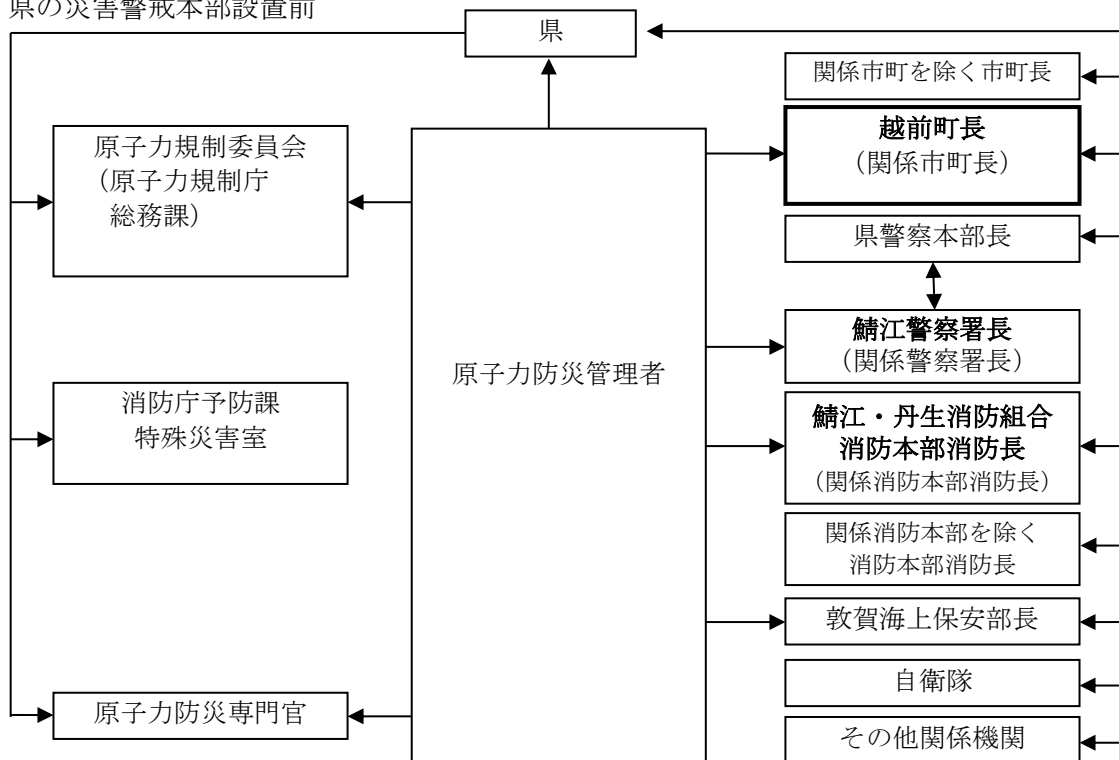 県の災害警戒本部設置前
県
関係市町を除く市町長
越前町長
（関係市町長）
県警察本部長
鯖江警察署長
（関係警察署長）
鯖江・丹生消防組合
消防本部消防長
（関係消防本部消防長）
関係消防本部を除く
消防本部消防長
敦賀海上保安部長
自衛隊
その他関係機関
原子力防災管理者
原子力規制委員会
（原子力規制庁
総務課）
消防庁予防課
特殊災害室
原子力防災専門官